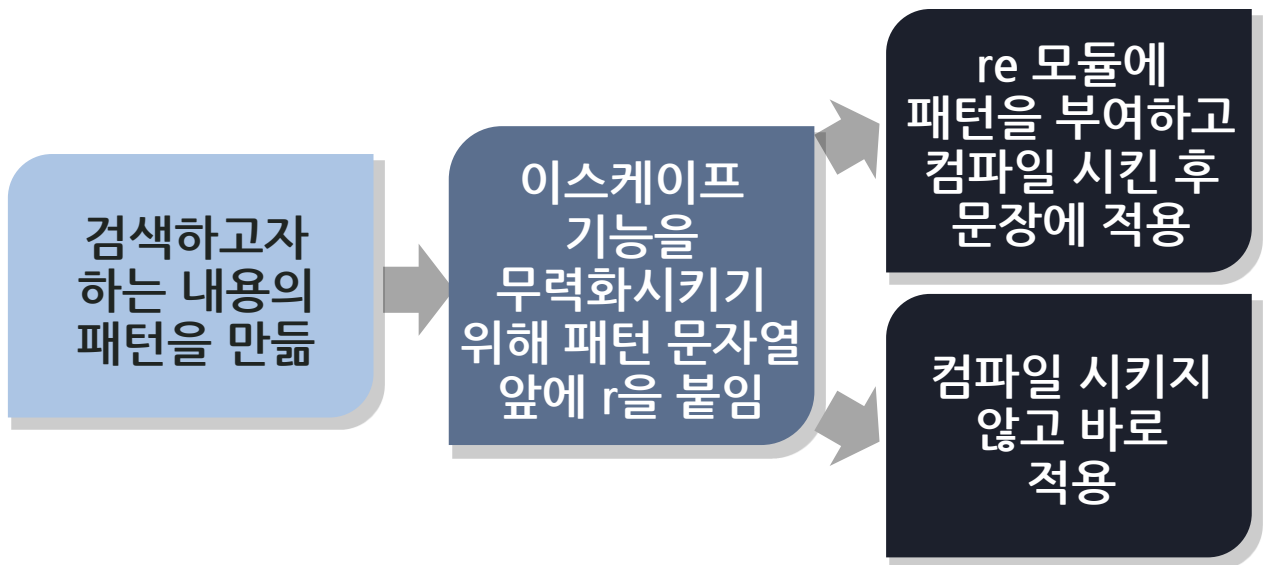 검색하고자
하는 내용의
패턴을 만듦
이스케이프
기능을
무력화시키기
위해 패턴 문자열
앞에 r을 붙임
re 모듈에
패턴을 부여하고
컴파일 시킨 후
문장에 적용
컴파일 시키지
않고 바로
적용